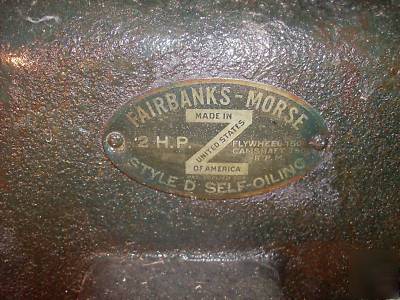 FAIRBANKS-MORSE
MADE IN
UNITED STATES
OF AMERICA
2 H.P.
FLYWHEEL
CAMSHAFT
R.P.M.
STYLE D SELF-OILING